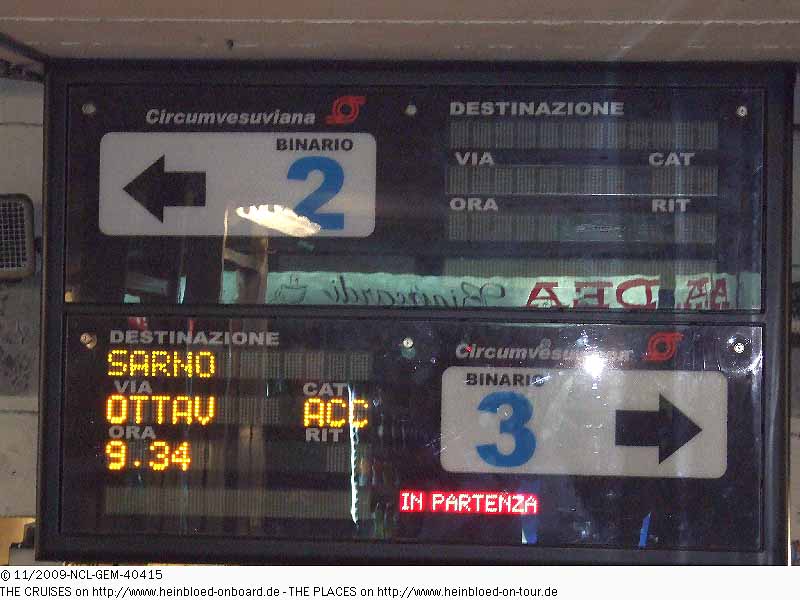 Circumvesuviana
BINARIO
2
DESTINAZIONE
VIA CAT
ORA RIT
DESTINAZIONE
SARNO
VIA CAT
OTTAV ACC
ORA RIT
9.34
Circumvesuviana
BINARIO
3
IN PARTENZA
© 11/2009-NCL-GEM-40415
THE CRUISES on http://www.heinbloed-onboard.de - THE PLACES on http://www.heinbloed-on-tour.de